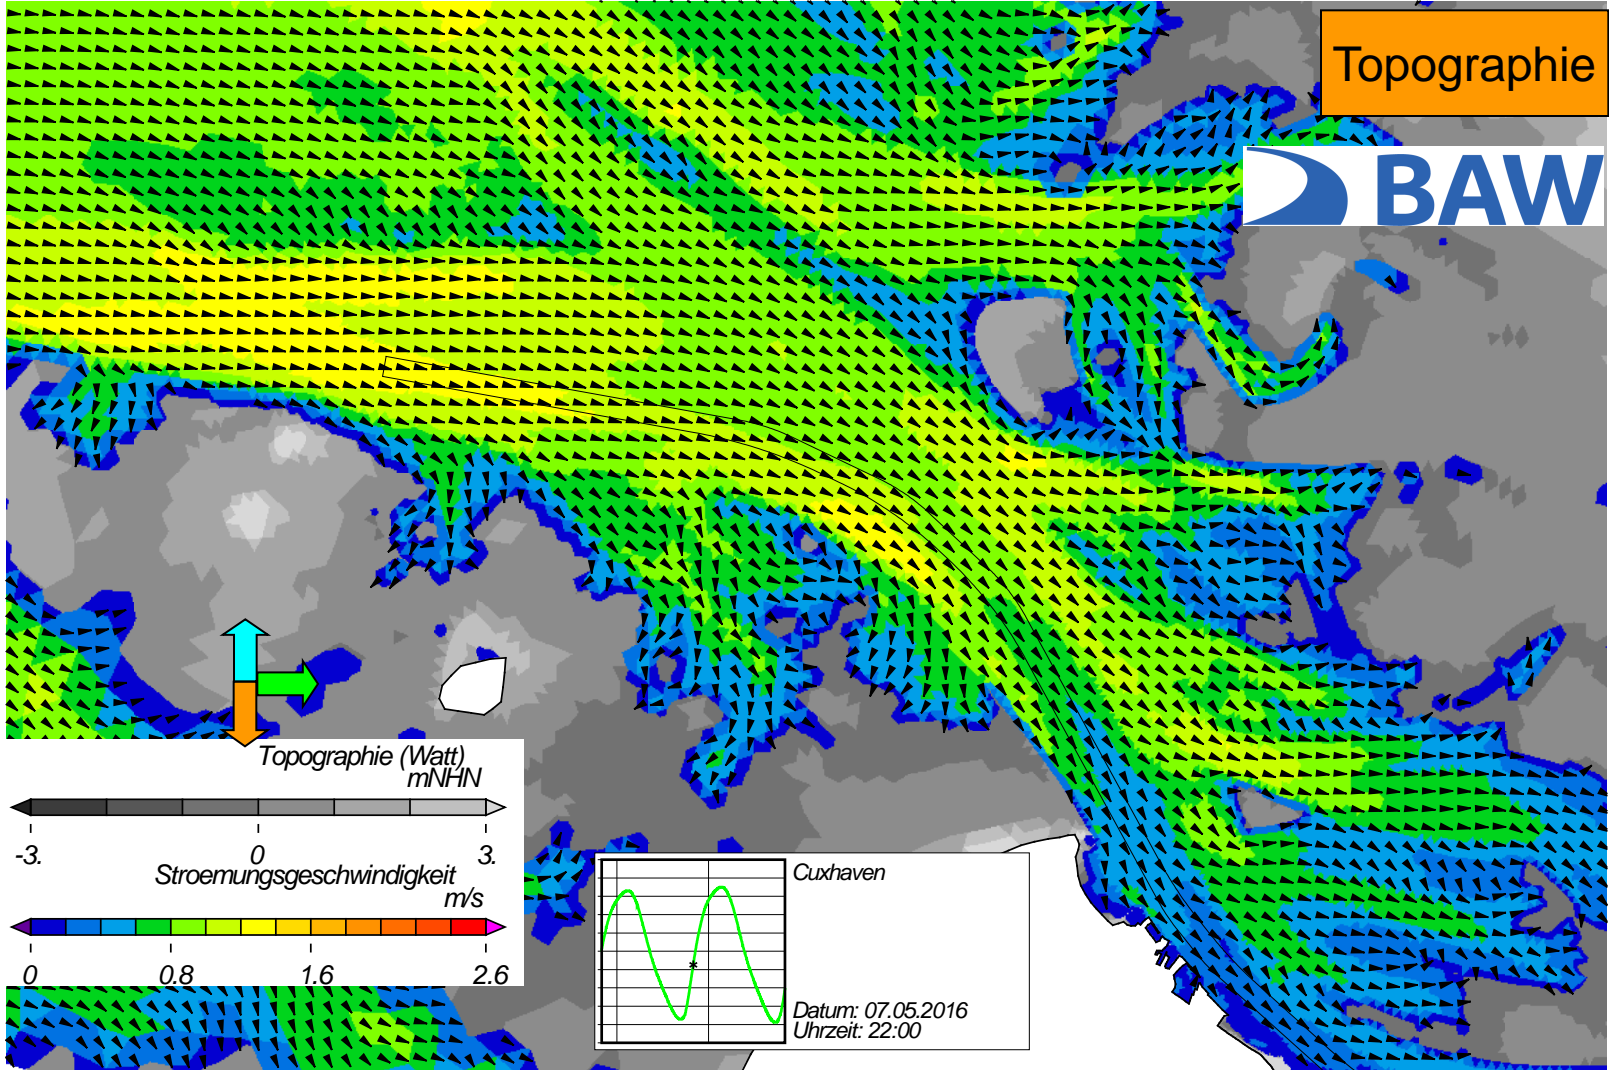 Topographie
BAW
Topographie (Watt)
mNHN
-3. 0 3.
Stroemungsgeschwindigkeit
m/s
0 0.8 1.6 2.6
Cuxhaven
Datum: 07.05.2016
Uhrzeit: 22:00